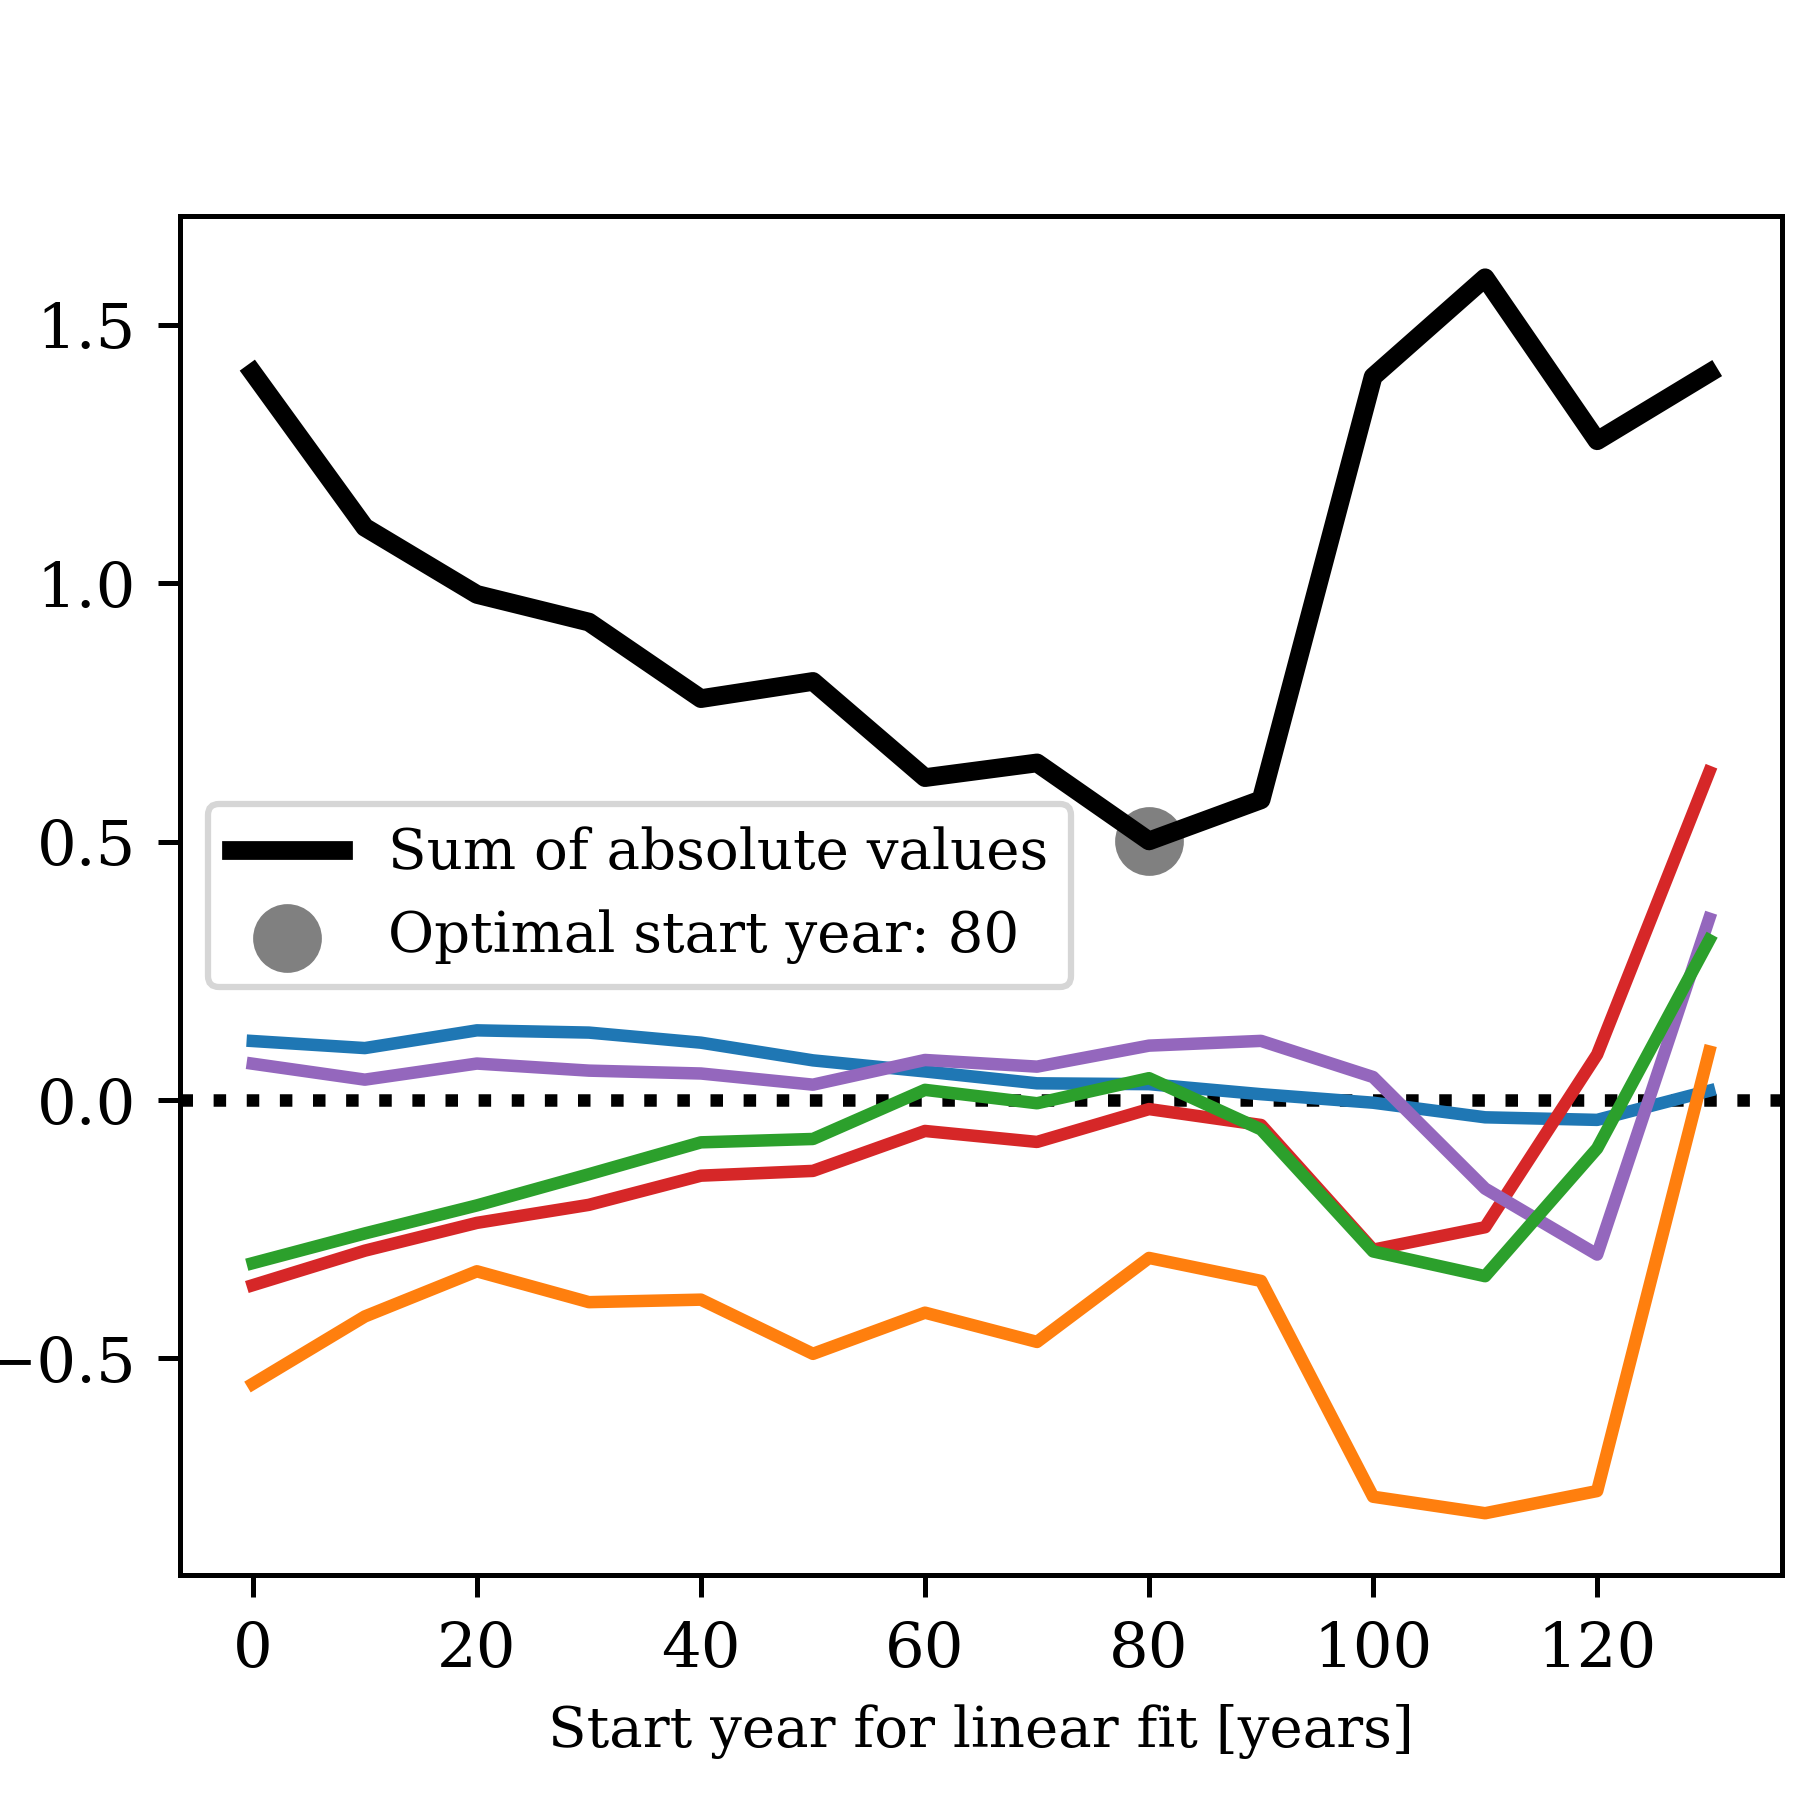 1.5
1.0
0.5
0.0
−0.5
Sum of absolute values
Optimal start year: 80
0 20 40 60 80 100 120
Start year for linear fit [years]